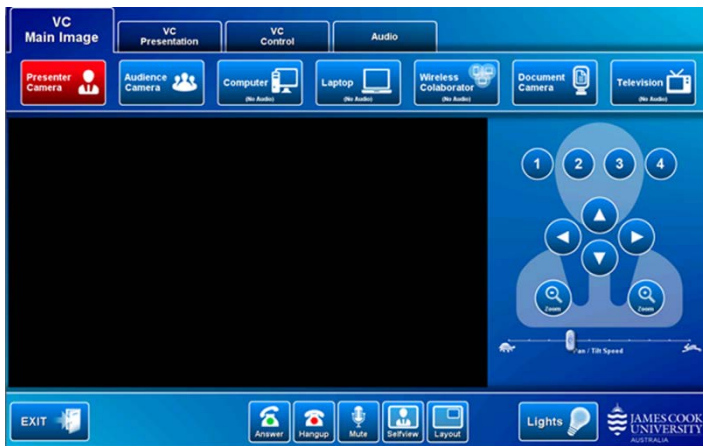 VC
Main Image
VC
Presentation
VC
Control
Audio
Presenter
Camera
Audience
Camera
Computer
(No Audio)
Laptop
(No Audio)
Wireless
Colaborator
(No Audio)
Document
Camera
Television
(No Audio)
1 2 3 4
Zoom Zoom
Pan / Tilt Speed
EXIT
Answer
Hangup
Mute
Selfview
Layout
Lights
JAMES COOK
UNIVERSITY
AUSTRALIA